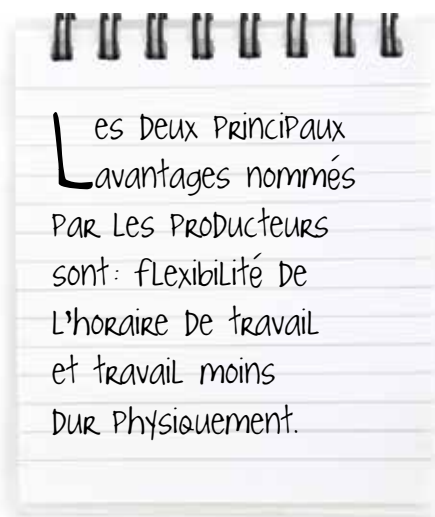 Les deux principaux
avantages nommés
par les producteurs
sont : flexibilité de
l'horaire de travail
et travail moins
dur physiquement.